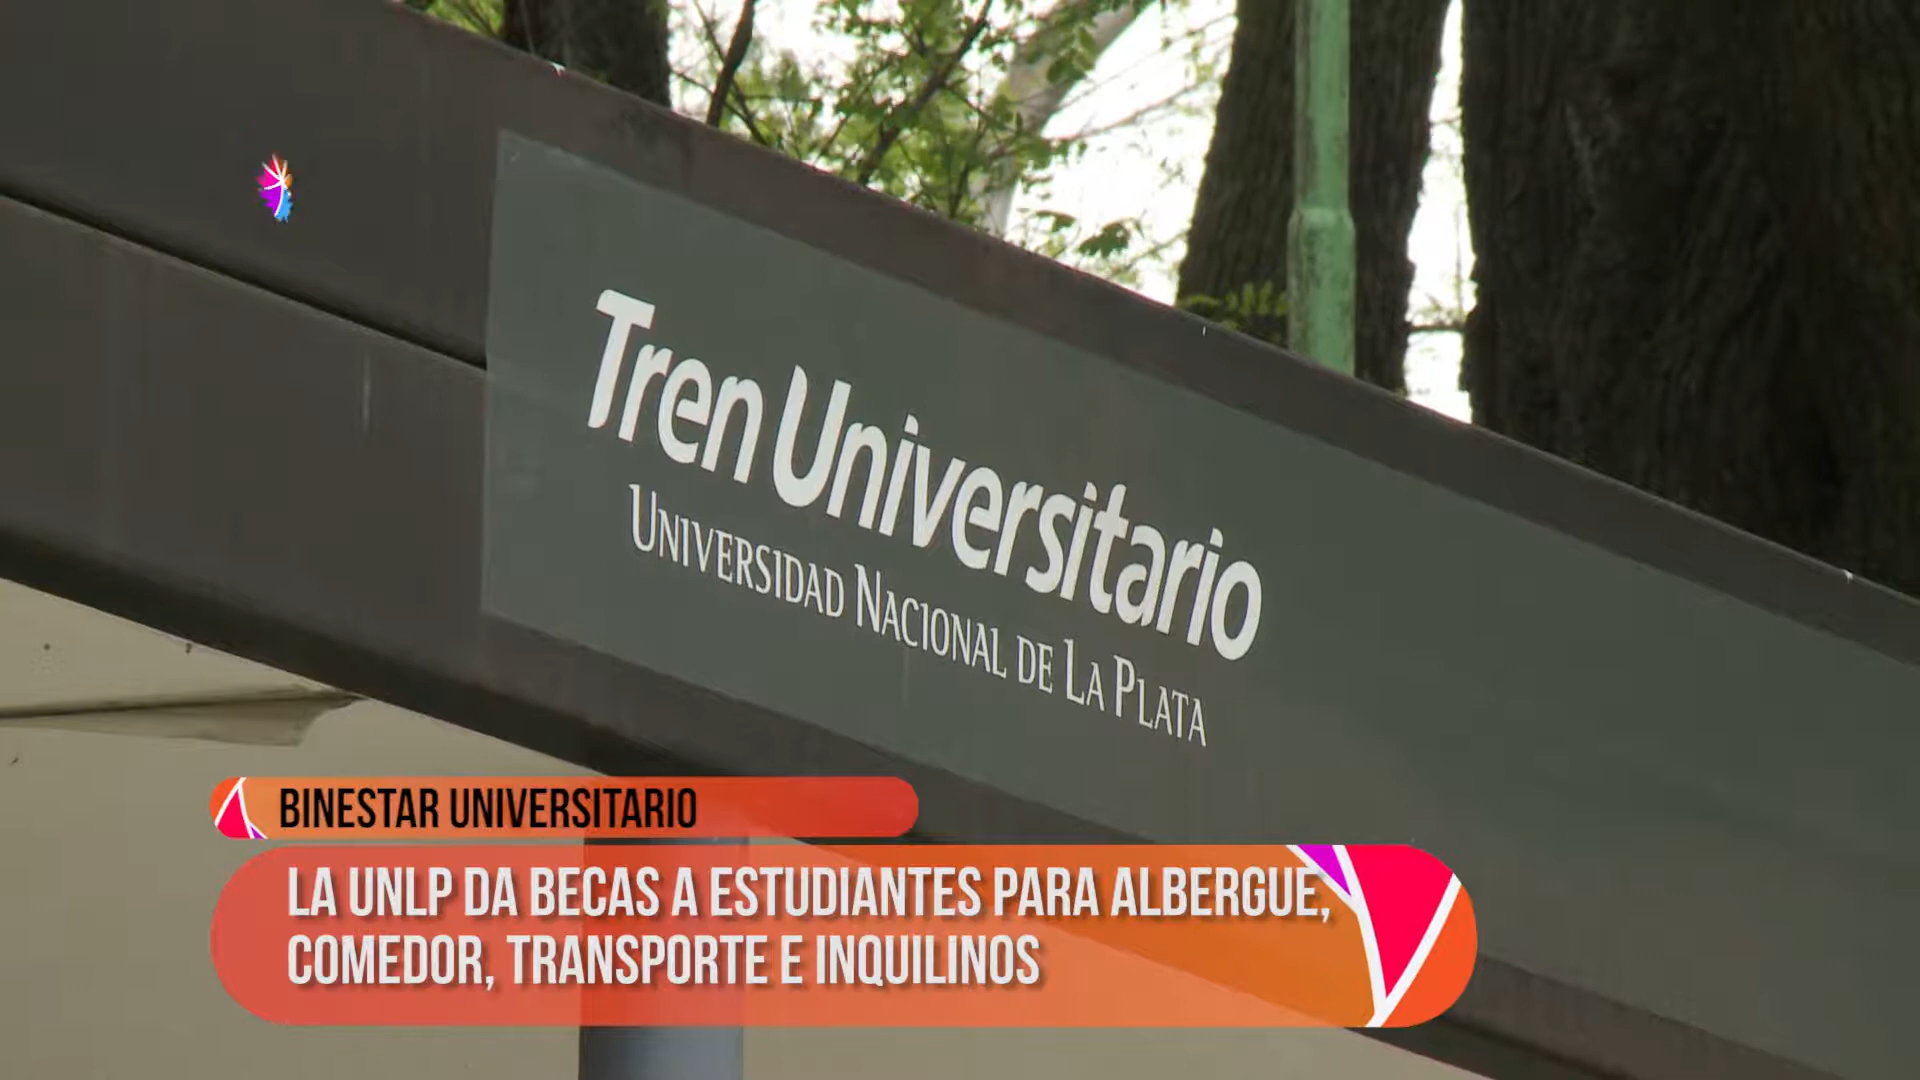 Tren Universitario
UNIVERSIDAD NACIONAL DE LA PLATA
BINESTAR UNIVERSITARIO
LA UNLP DA BECAS A ESTUDIANTES PARA ALBERGUE,
COMEDOR, TRANSPORTE E INQUILINOS